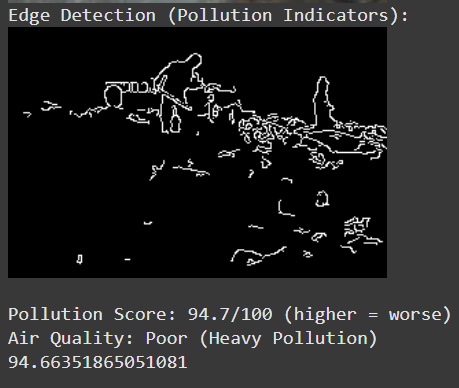 Edge Detection (Pollution Indicators):
Pollution Score: 94.7/100 (higher = worse)
Air Quality: Poor (Heavy Pollution)
94.66351865051081